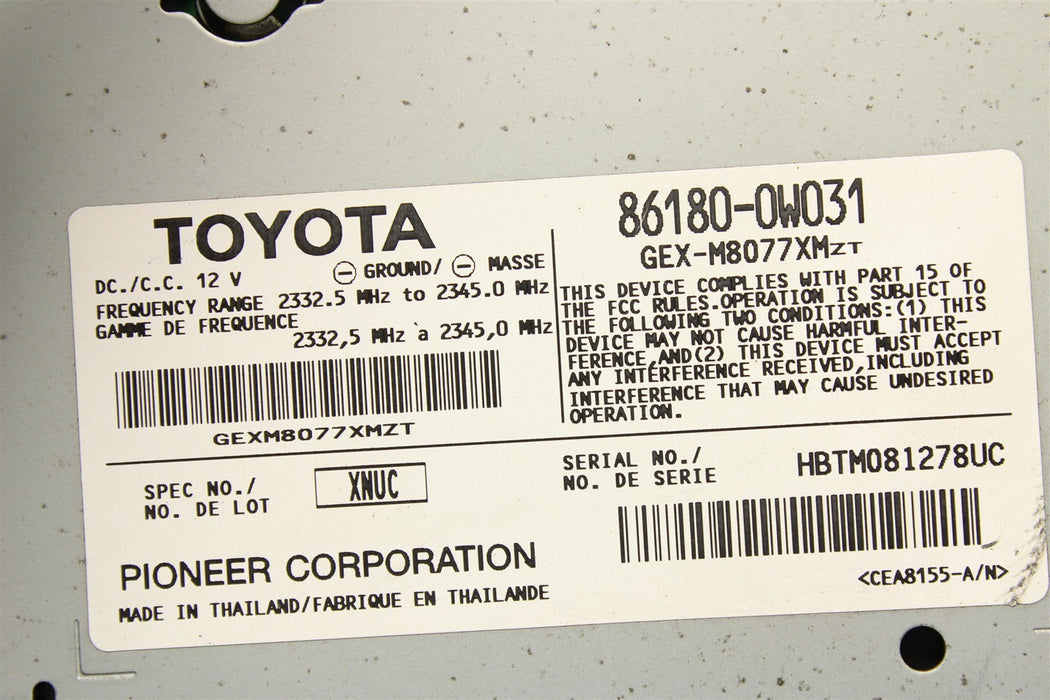 TOYOTA
DC./C.C. 12 V ⊖ GROUND/ ⊖ MASSE
FREQUENCY RANGE 2332.5 MHz to 2345.0 MHz
GAMME DE FREQUENCE
2332,5 MHz `a 2345,0 MHz
GEXM8077XMZT
86180-0W031
GEX-M8077XMZT
THIS DEVICE COMPLIES WITH PART 15 OF
THE FCC RULES.OPERATION IS SUBJECT TO
THE FOLLOWING TWO CONDITIONS:(1) THIS
DEVICE MAY NOT CAUSE HARMFUL INTER-
FERENCE,AND(2) THIS DEVICE MUST ACCEPT
ANY INTERFERENCE RECEIVED,INCLUDING
INTERFERENCE THAT MAY CAUSE UNDESIRED
OPERATION.
SPEC NO./
NO. DE LOT
XNUC
SERIAL NO./
NO. DE SERIE
HBTM081278UC
PIONEER CORPORATION
MADE IN THAILAND/FABRIQUE EN THAILANDE
<CEA8155-A/N>